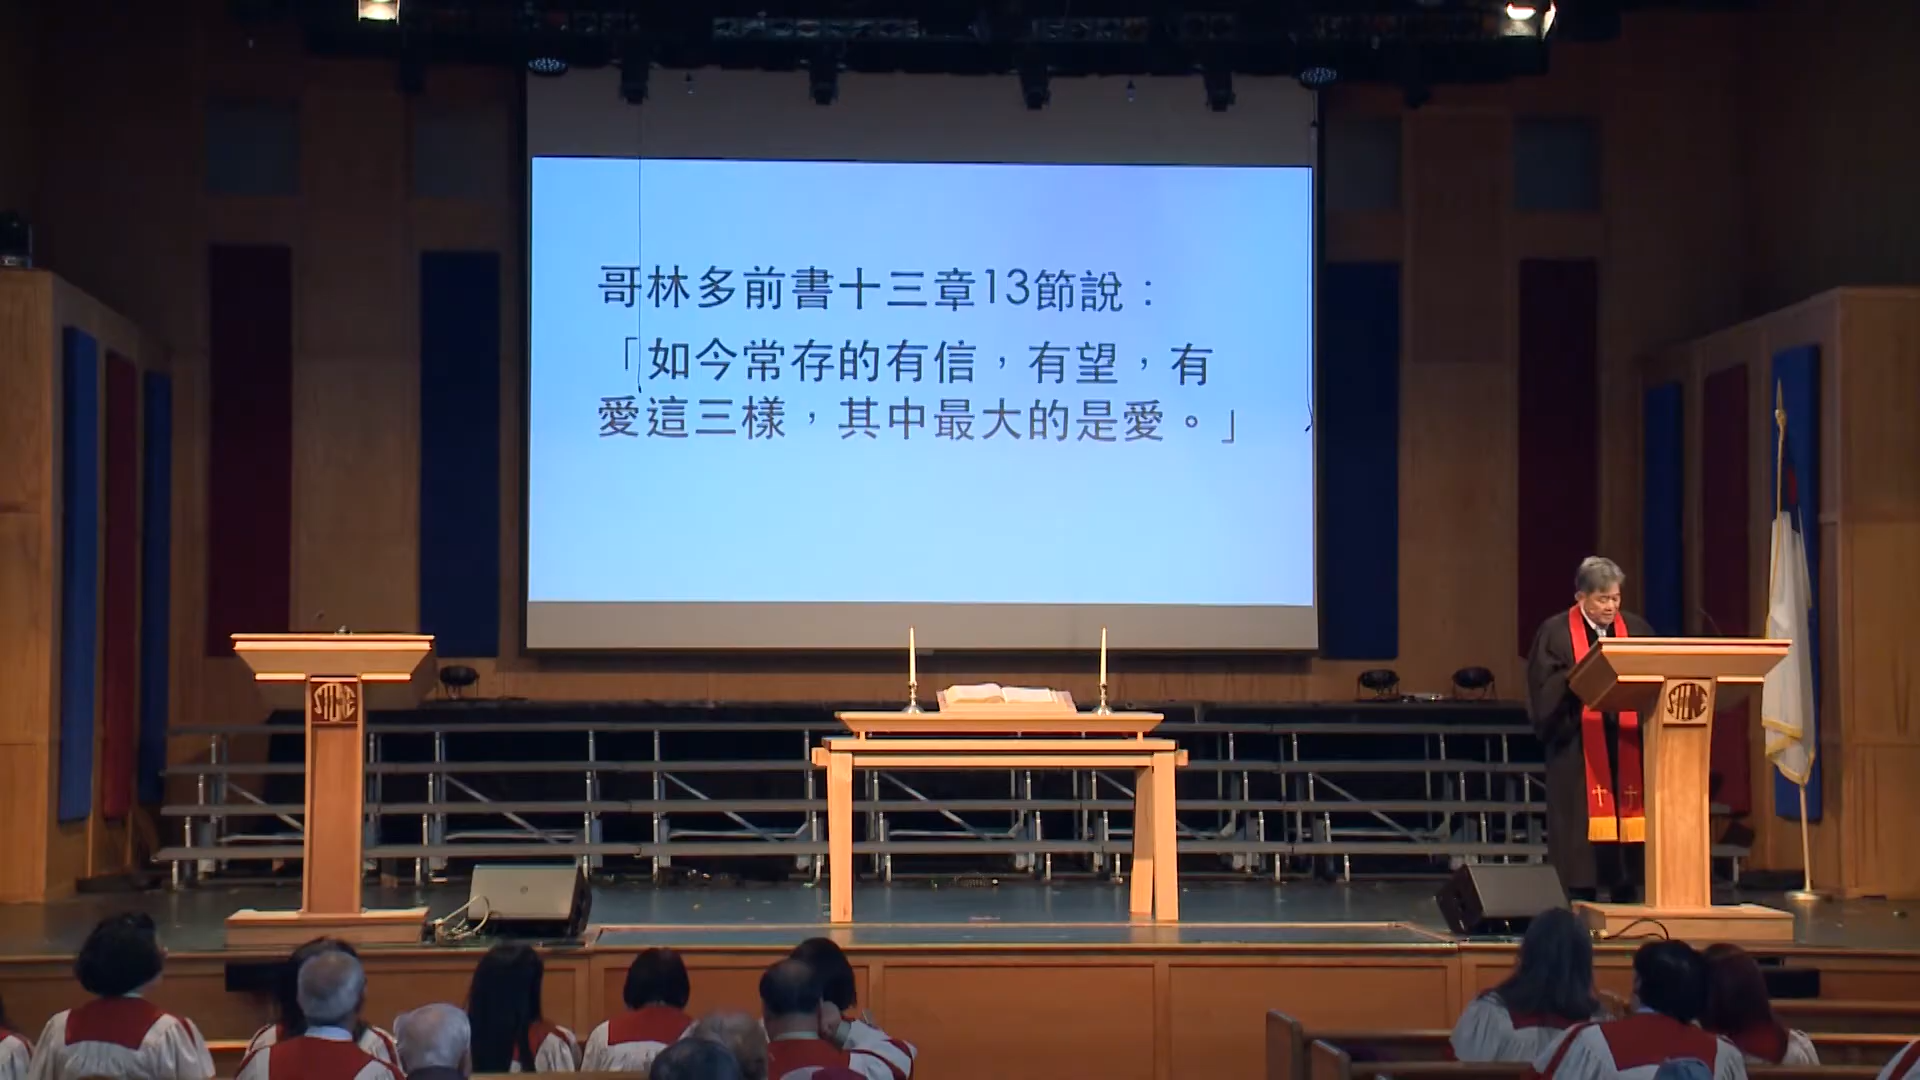 哥林多前書十三章13節說：
「如今常存的有信，有望，有
愛這三樣，其中最大的是愛。」